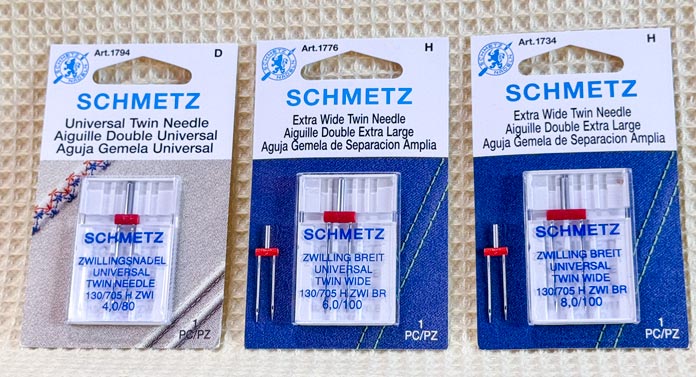 Art.1794 D
SCHMETZ
Universal Twin Needle
Aiguille Double Universal
Aguja Gemela Universal
SCHMETZ
ZWILLINGSNADEL
UNIVERSAL
TWIN NEEDLE
130/705 H ZWI
4,0/80
1
PC/PZ
Art.1776 H
SCHMETZ
Extra Wide Twin Needle
Aiguille Double Extra Large
Aguja Gemela de Separacion Amplia
SCHMETZ
ZWILLING BREIT
UNIVERSAL
TWIN WIDE
130/705 H ZWI BR
6,0/100
1
PC/PZ
Art.1734 H
SCHMETZ
Extra Wide Twin Needle
Aiguille Double Extra Large
Aguja Gemela de Separacion Amplia
SCHMETZ
ZWILLING BREIT
UNIVERSAL
TWIN WIDE
130/705 H ZWI BR
8,0/100
1
PC/PZ